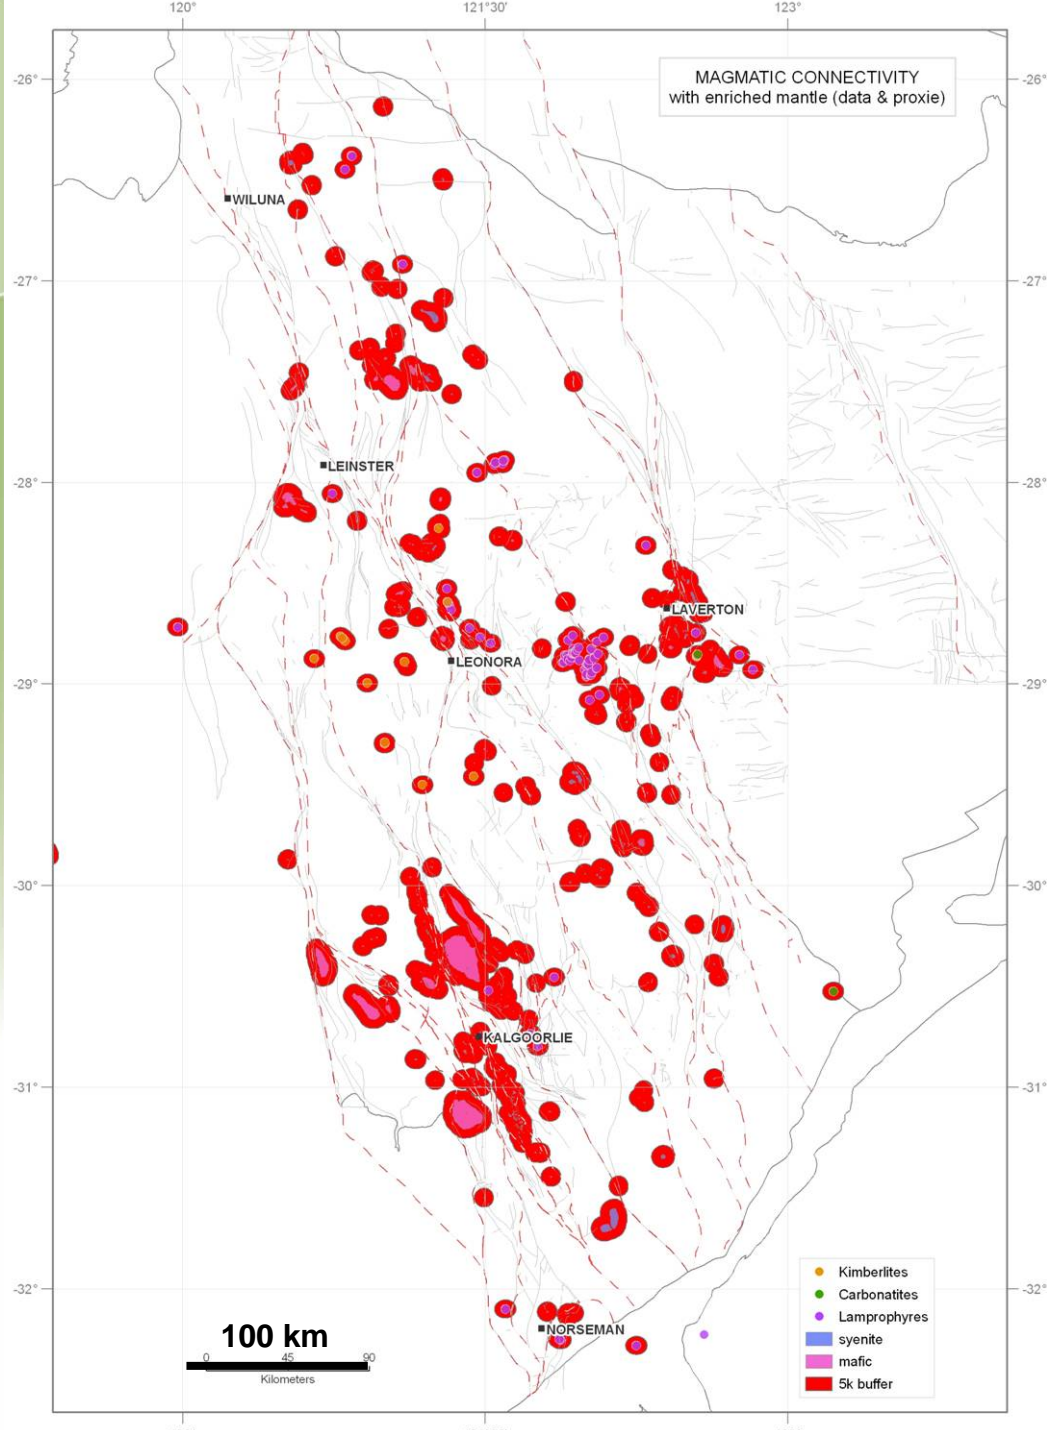 120°
121°30'
123°
-26°
-26°
MAGMATIC CONNECTIVITY
with enriched mantle (data & proxie)
WILUNA
-27°
-27°
LEINSTER
-28°
-28°
LAVERTON
LEONORA
-29°
-29°
-30°
-30°
KALGOORLIE
-31°
-31°
Kimberlites
Carbonatites
Lamprophyres
syenite
mafic
5k buffer
-32°
-32°
NORSEMAN
100 km
0 45 90
Kilometers